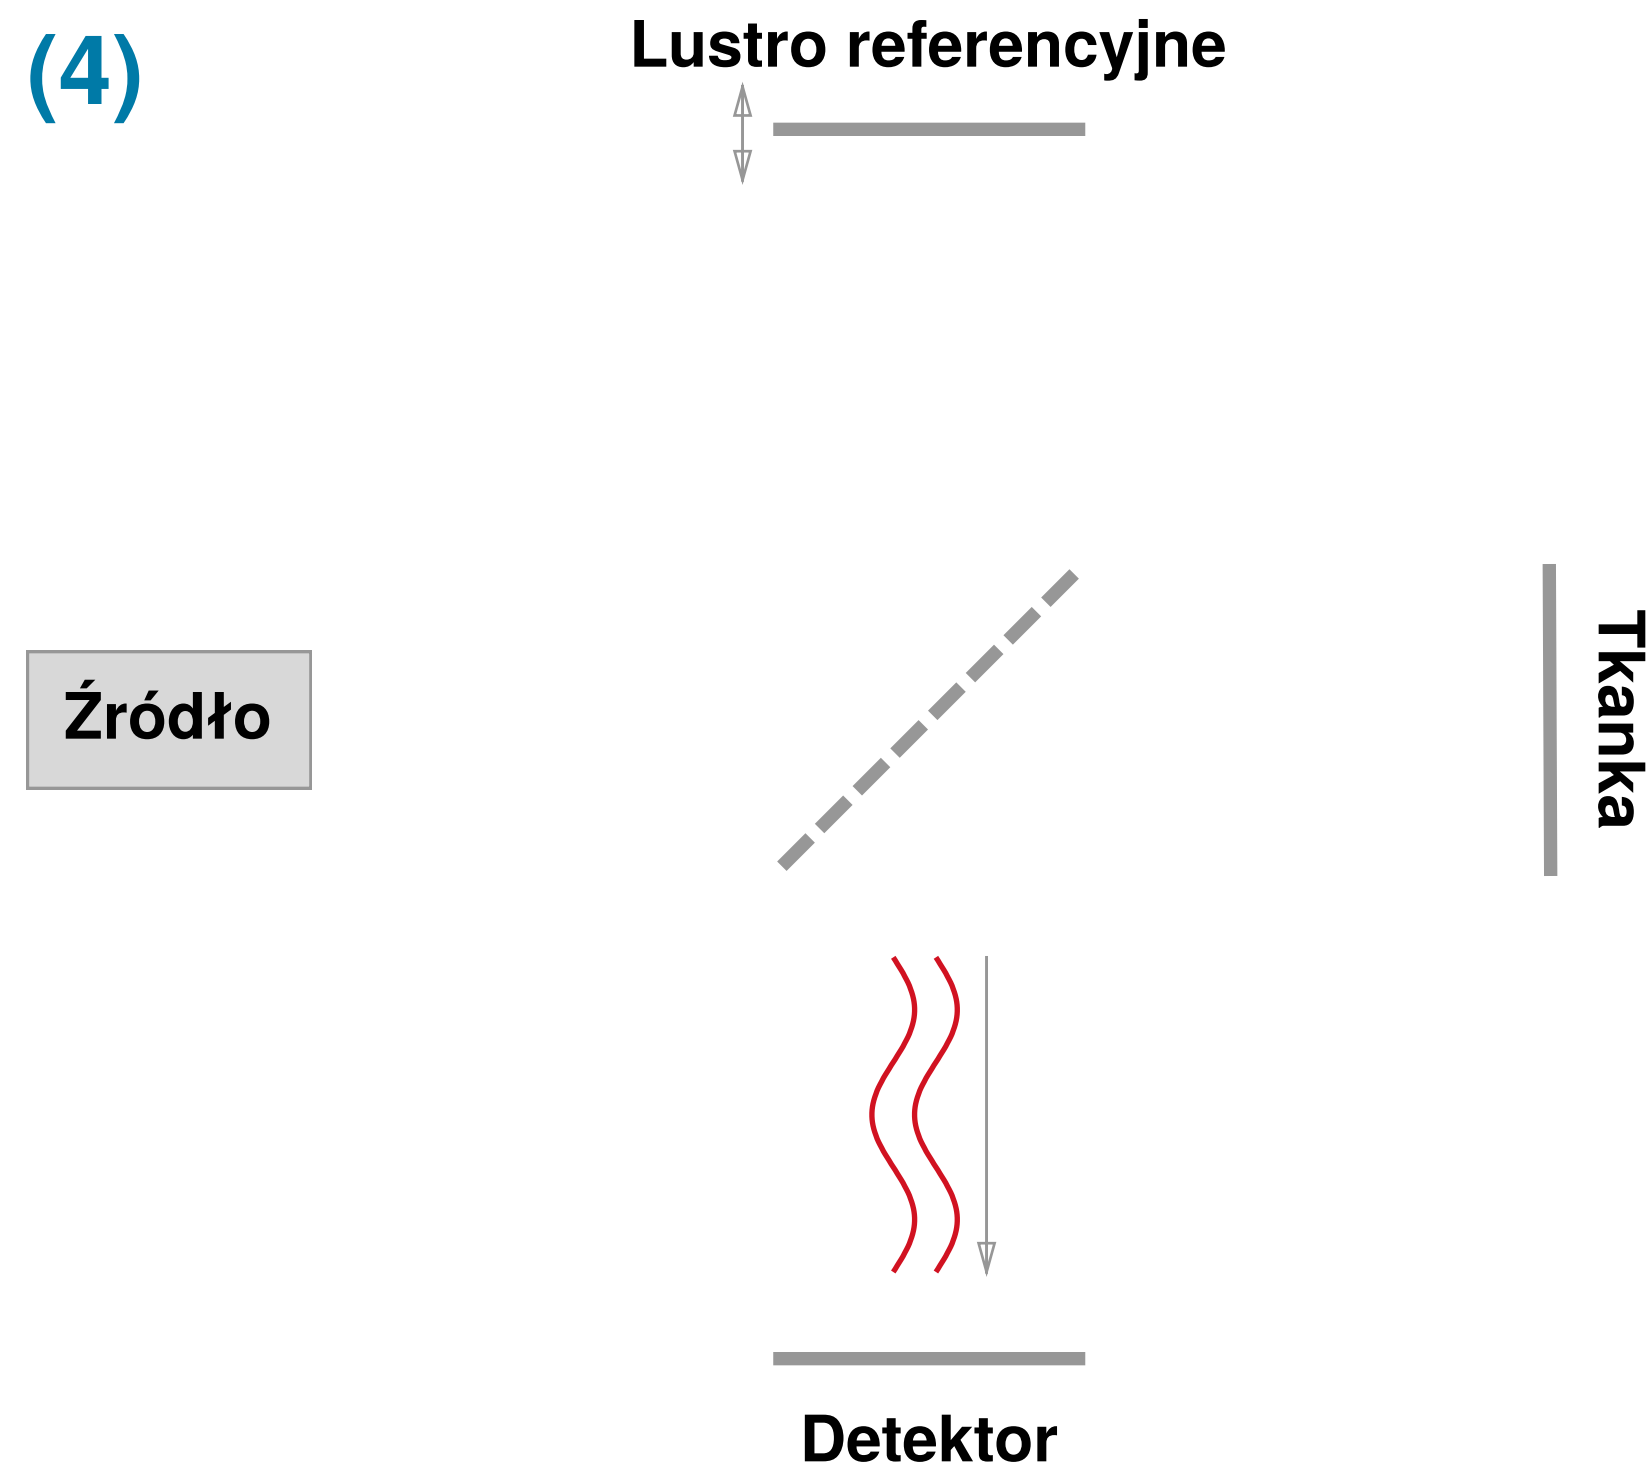 (4)
Lustro referencyjne
Źródło
Tkanka
Detektor